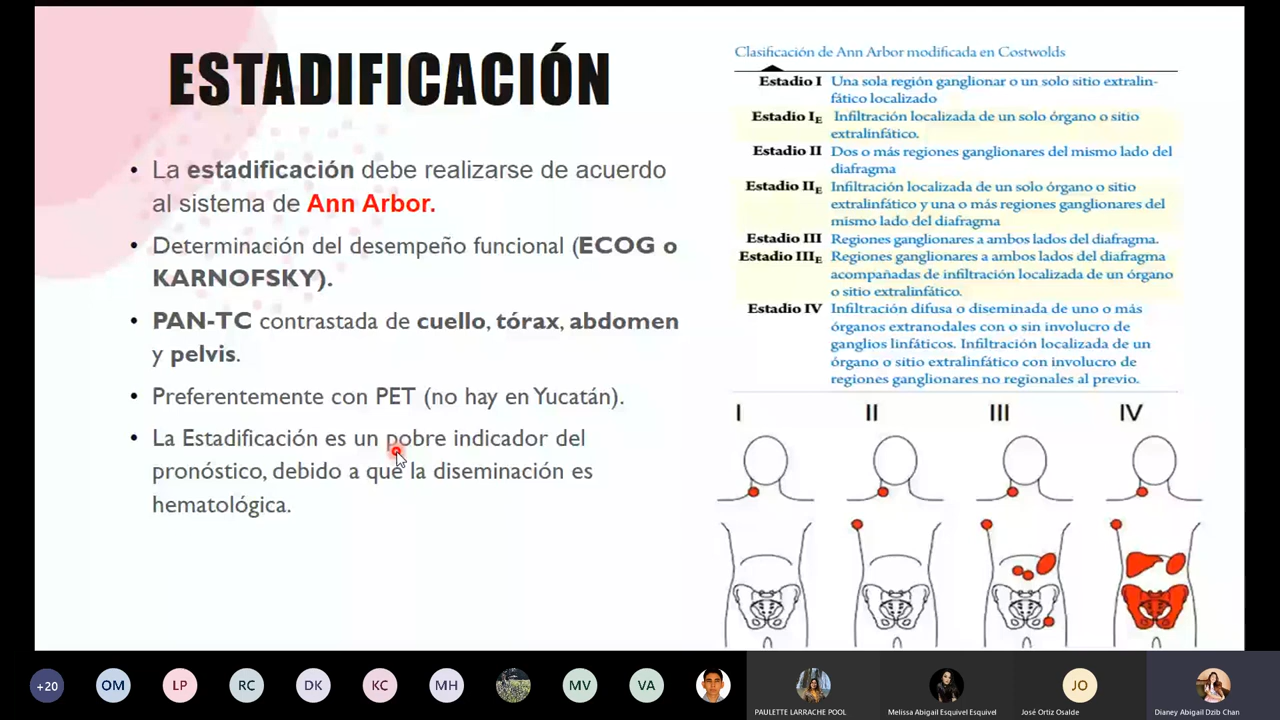 ESTADIFICACIÓN
• La estadificación debe realizarse de acuerdo
al sistema de Ann Arbor.
• Determinación del desempeño funcional (ECOG o
KARNOFSKY).
• PAN-TC contrastada de cuello, tórax, abdomen
y pelvis.
• Preferentemente con PET (no hay en Yucatán).
• La Estadificación es un pobre indicador del
pronóstico, debido a que la diseminación es
hematológica.
Clasificación de Ann Arbor modificada en Costwolds
Estadio I Una sola región ganglionar o un solo sitio extralin-
fático localizado
Estadio IE Infiltración localizada de un solo órgano o sitio
extralinfático.
Estadio II Dos o más regiones ganglionares del mismo lado del
diafragma
Estadio IIE Infiltración localizada de un solo órgano o sitio
extralinfático y una o más regiones ganglionares del
mismo lado del diafragma
Estadio III Regiones ganglionares a ambos lados del diafragma.
Estadio IIIE Regiones ganglionares a ambos lados del diafragma
acompañadas de infiltración localizada de un órgano
o sitio extralinfático.
Estadio IV Infiltración difusa o diseminada de uno o más
órganos extranodales con o sin involucro de
ganglios linfáticos. Infiltración localizada de un
órgano o sitio extralinfático con involucro de
regiones ganglionares no regionales al previo.
I II III IV
+20 OM LP RC DK KC MH MV VA JO
PAULETTE LARRACHE POOL Melissa Abigail Esquivel Esquivel José Ortiz Osalde Dianey Abigail Dzib Chan